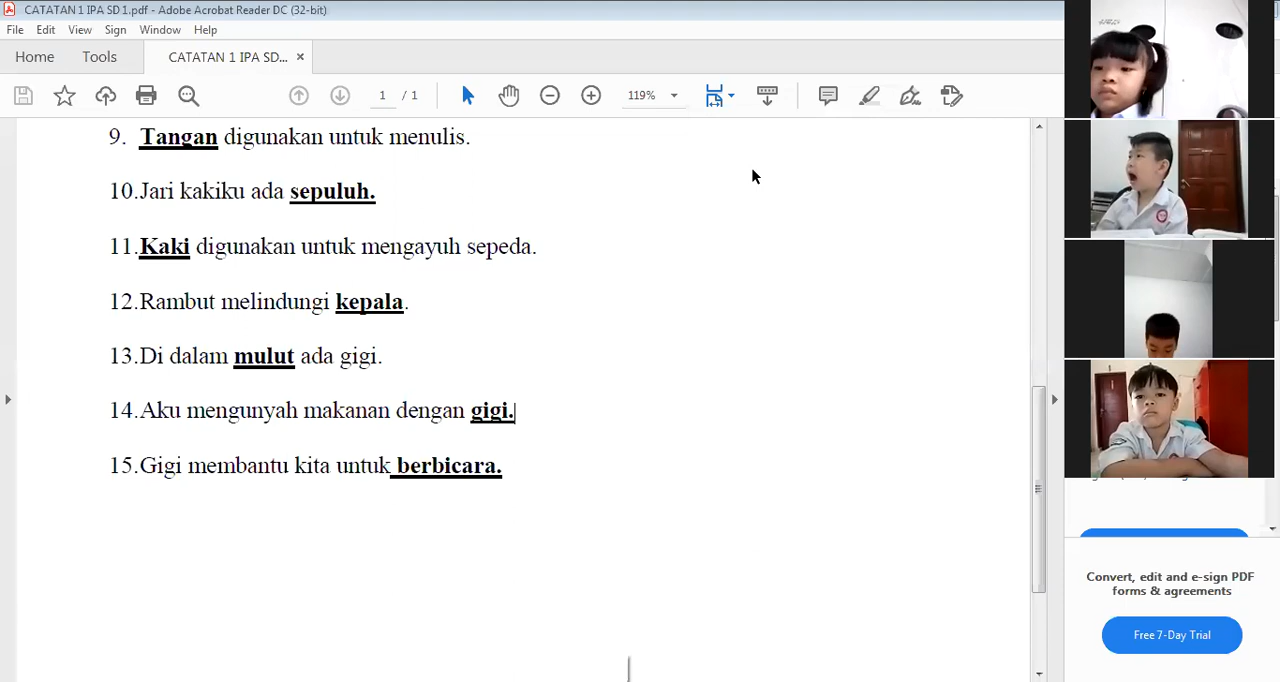 CATATAN 1 IPA SD 1.pdf - Adobe Acrobat Reader DC (32-bit)
File Edit View Sign Window Help
Home Tools CATATAN 1 IPA SD... ×
1 / 1 119%
9. Tangan digunakan untuk menulis.
10.Jari kakiku ada sepuluh.
11.Kaki digunakan untuk mengayuh sepeda.
12.Rambut melindungi kepala.
13.Di dalam mulut ada gigi.
14.Aku mengunyah makanan dengan gigi.
15.Gigi membantu kita untuk berbicara.
Convert, edit and e-sign PDF
forms & agreements
Free 7-Day Trial